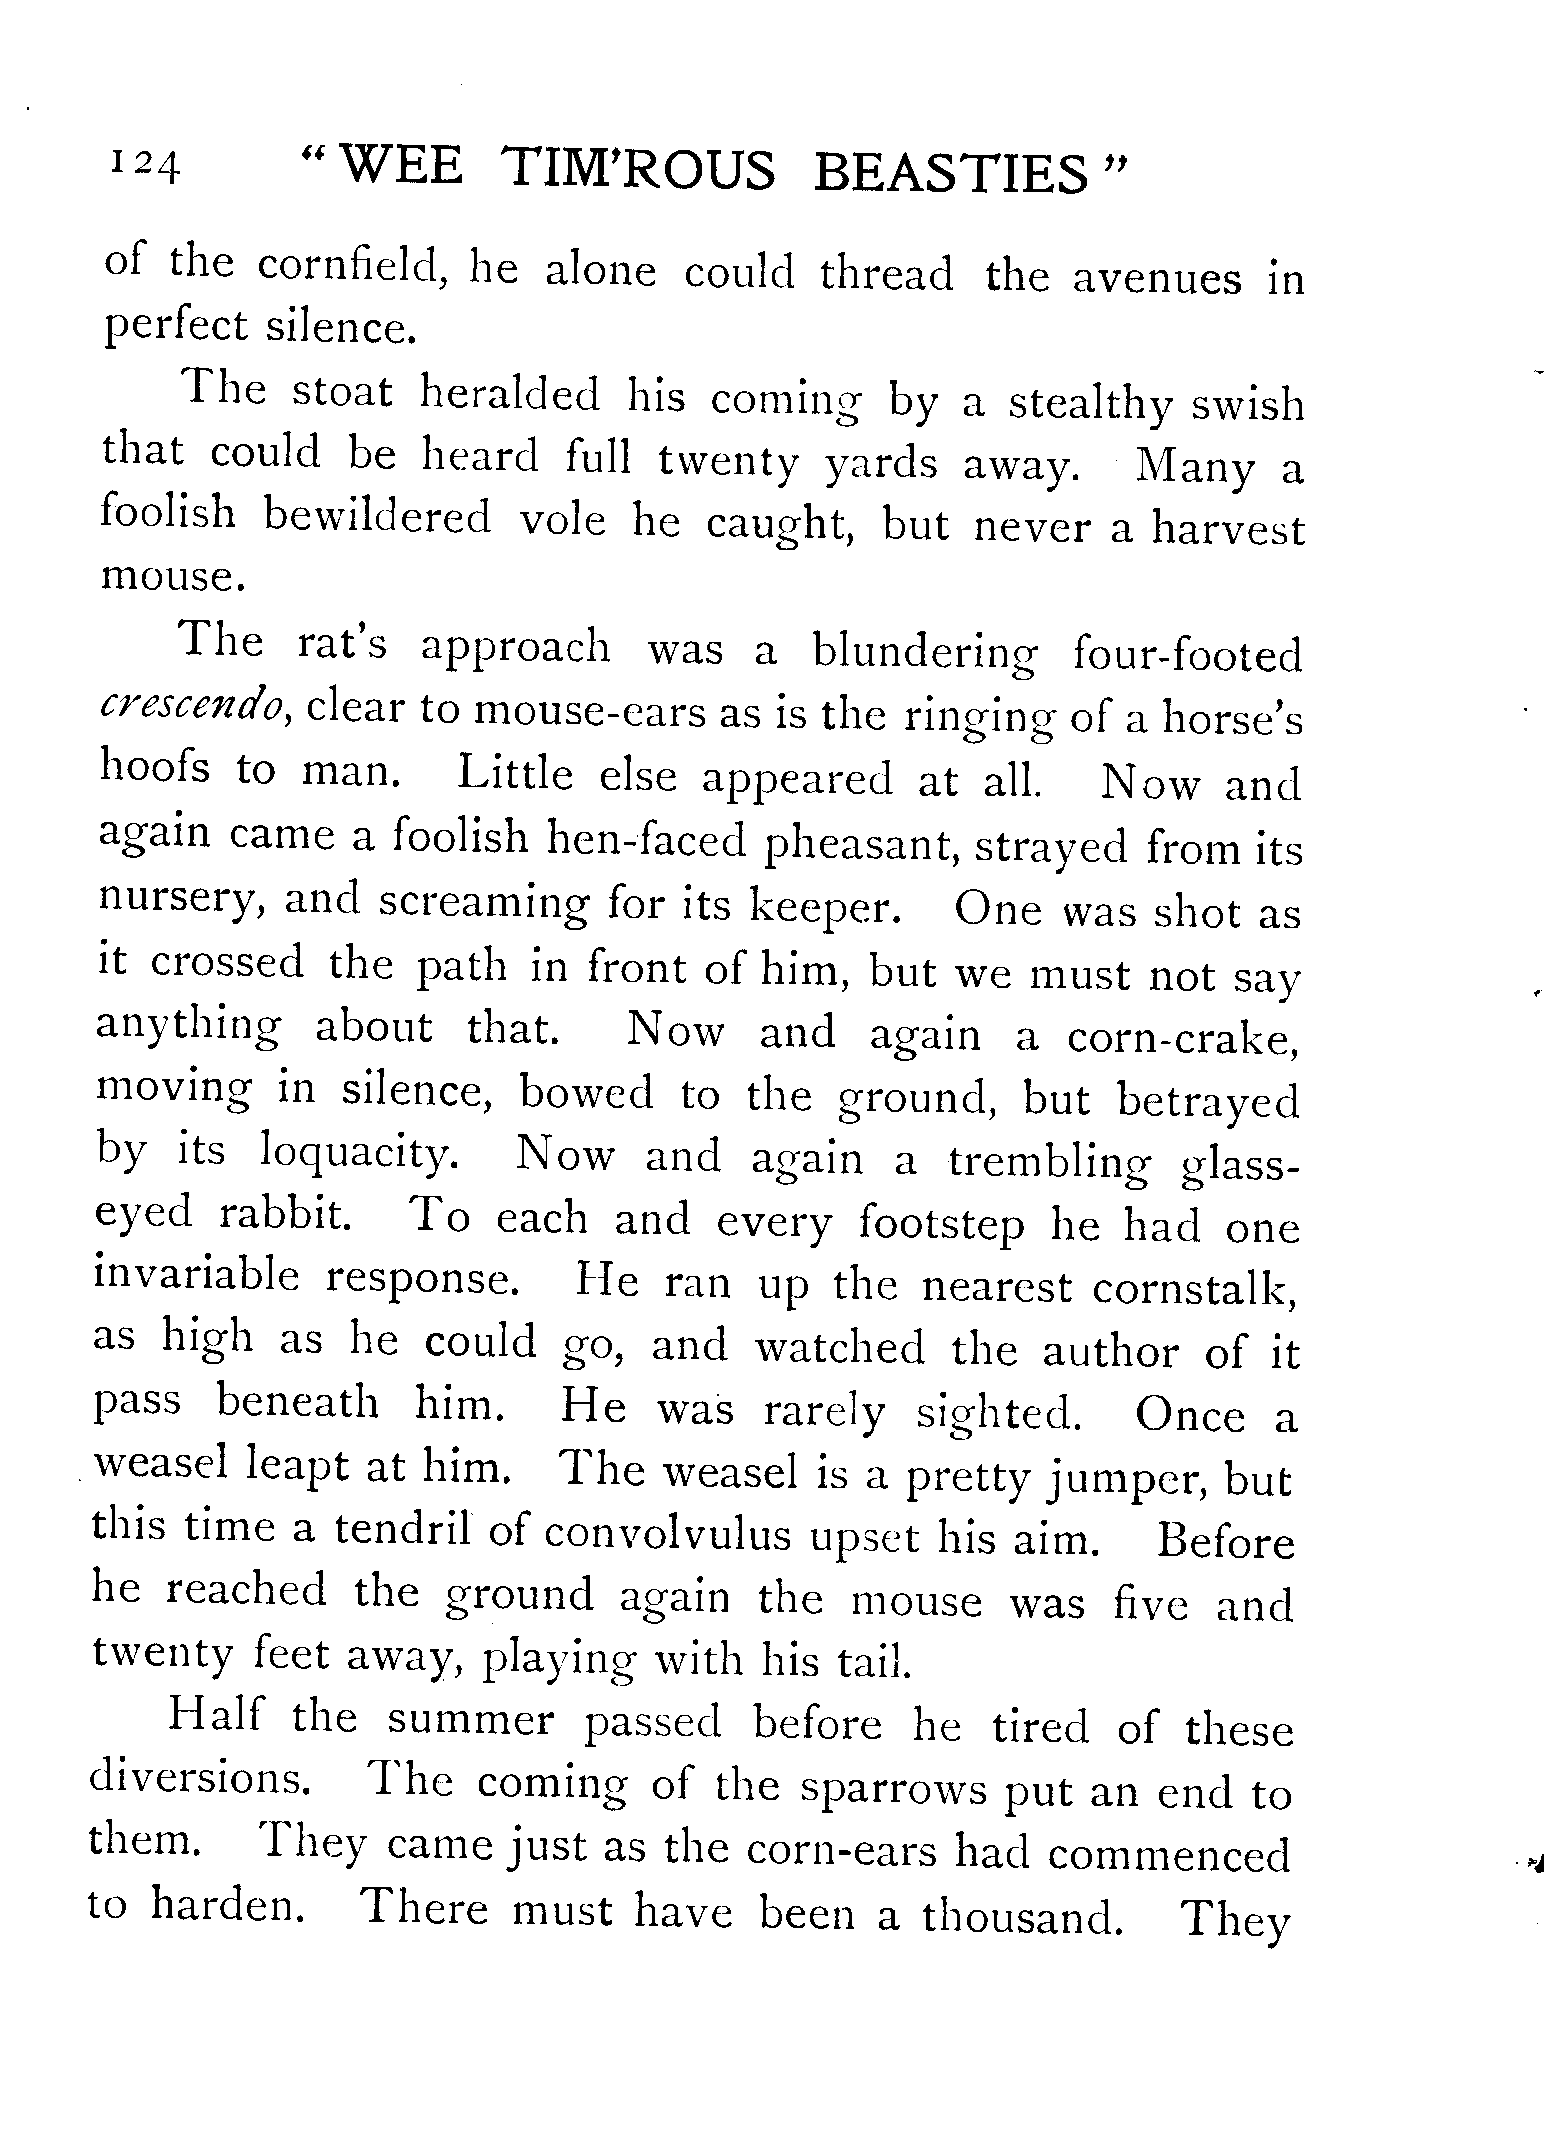 124 “ WEE TIM'ROUS BEASTIES ”
of the cornfield, he alone could thread the avenues in
perfect silence.
The stoat heralded his coming by a stealthy swish
that could be heard full twenty yards away. Many a
foolish bewildered vole he caught, but never a harvest
mouse.
The rat's approach was a blundering four-footed
crescendo, clear to mouse-ears as is the ringing of a horse's
hoofs to man. Little else appeared at all. Now and
again came a foolish hen-faced pheasant, strayed from its
nursery, and screaming for its keeper. One was shot as
it crossed the path in front of him, but we must not say
anything about that. Now and again a corn-crake,
moving in silence, bowed to the ground, but betrayed
by its loquacity. Now and again a trembling glass-
eyed rabbit. To each and every footstep he had one
invariable response. He ran up the nearest cornstalk,
as high as he could go, and watched the author of it
pass beneath him. He was rarely sighted. Once a
weasel leapt at him. The weasel is a pretty jumper, but
this time a tendril of convolvulus upset his aim. Before
he reached the ground again the mouse was five and
twenty feet away, playing with his tail.
Half the summer passed before he tired of these
diversions. The coming of the sparrows put an end to
them. They came just as the corn-ears had commenced
to harden. There must have been a thousand. They